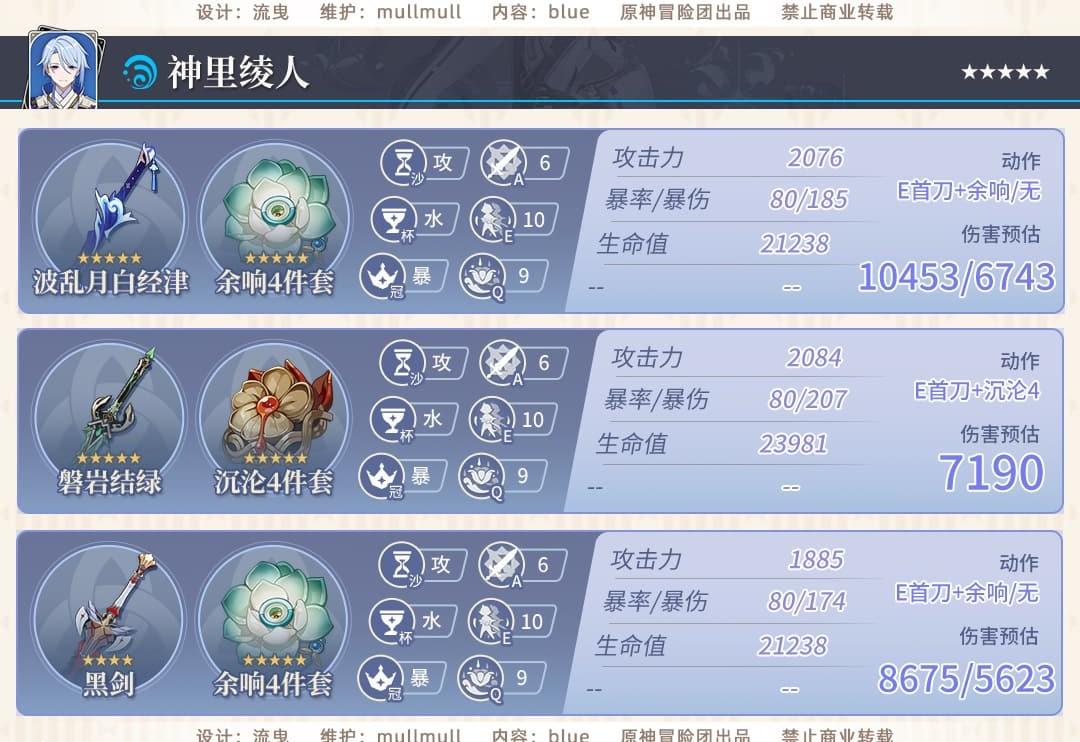 设计：流曳 维护：mullmull 内容：blue 原神冒险团出品 禁止商业转载
神里绫人 ★★★★★
波乱月白经津 余响4件套
沙 攻 A 6
杯 水 E 10
冠 暴 Q 9
攻击力 2076
暴率/暴伤 80/185
生命值 21238
-- --
动作
E首刀+余响/无
伤害预估
10453/6743
磐岩结绿 沉沦4件套
沙 攻 A 6
杯 水 E 10
冠 暴 Q 9
攻击力 2084
暴率/暴伤 80/207
生命值 23981
-- --
动作
E首刀+沉沦4
伤害预估
7190
黑剑 余响4件套
沙 攻 A 6
杯 水 E 10
冠 暴 Q 9
攻击力 1885
暴率/暴伤 80/174
生命值 21238
-- --
动作
E首刀+余响/无
伤害预估
8675/5623
设计：流曳 维护：mullmull 内容：blue 原神冒险团出品 禁止商业转载